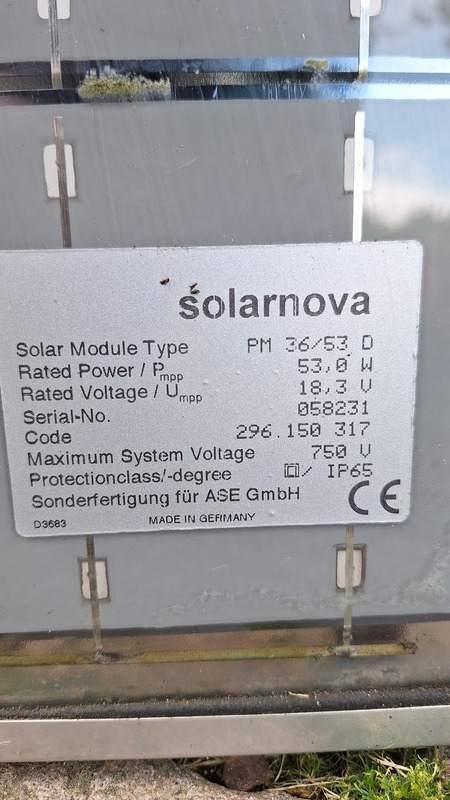 solarnova
Solar Module Type PM 36/53 D
Rated Power / Pmpp 53,0 W
Rated Voltage / Umpp 18,3 V
Serial-No. 058231
Code 296.150 317
Maximum System Voltage 750 V
Protectionclass/-degree / IP65
Sonderfertigung für ASE GmbH CE
D3683 MADE IN GERMANY